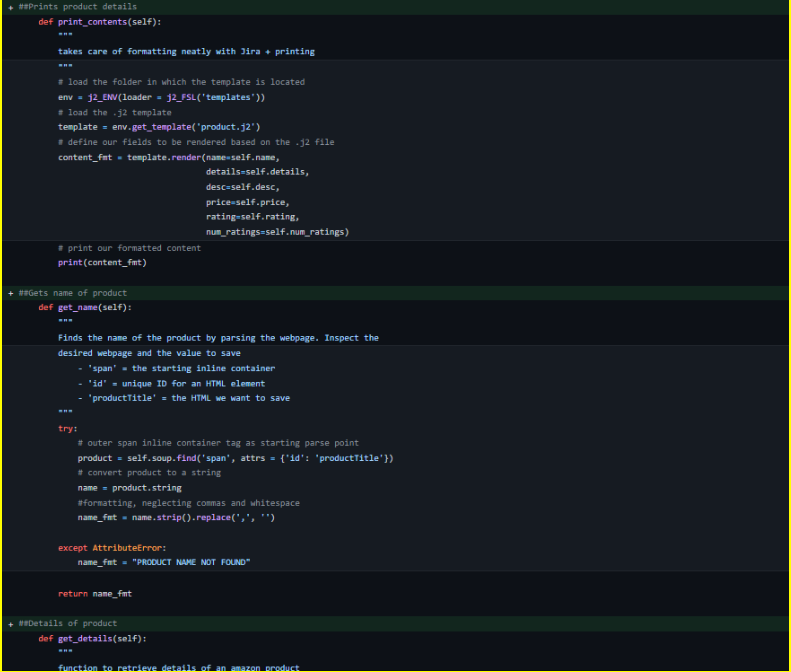 + ##Prints product details
def print_contents(self):
"""
takes care of formatting neatly with Jira + printing
"""
# load the folder in which the template is located
env = j2_ENV(loader = j2_FSL('templates'))
# load the .j2 template
template = env.get_template('product.j2')
# define our fields to be rendered based on the .j2 file
content_fmt = template.render(name=self.name,
details=self.details,
desc=self.desc,
price=self.price,
rating=self.rating,
num_ratings=self.num_ratings)
# print our formatted content
print(content_fmt)
+ ##Gets name of product
def get_name(self):
"""
Finds the name of the product by parsing the webpage. Inspect the
desired webpage and the value to save
- 'span' = the starting inline container
- 'id' = unique ID for an HTML element
- 'productTitle' = the HTML we want to save
"""
try:
# outer span inline container tag as starting parse point
product = self.soup.find('span', attrs = {'id': 'productTitle'})
# convert product to a string
name = product.string
#formatting, neglecting commas and whitespace
name_fmt = name.strip().replace(',', '')
except AttributeError:
name_fmt = "PRODUCT NAME NOT FOUND"
return name_fmt
+ ##Details of product
def get_details(self):
"""
function to retrieve details of an amazon product